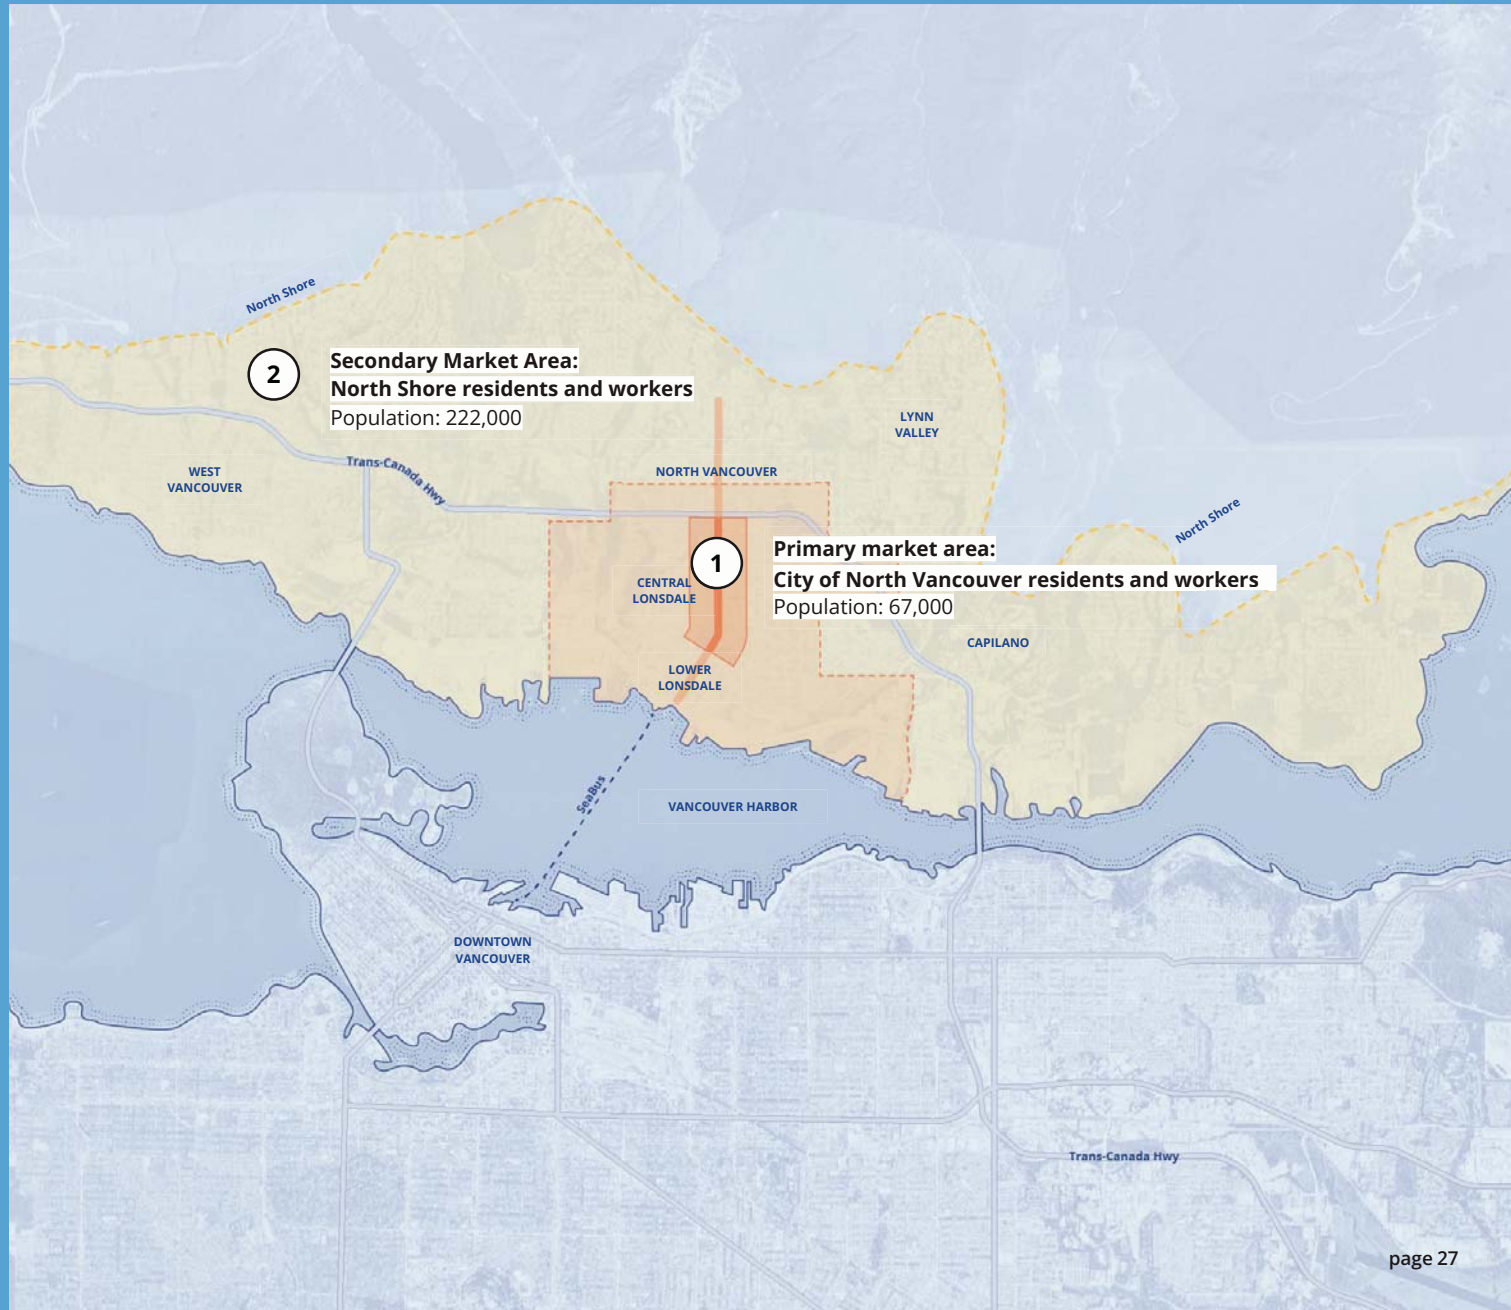 North Shore
2
Secondary Market Area:
North Shore residents and workers
Population: 222,000
LYNN
VALLEY
WEST
VANCOUVER
Trans-Canada Hwy
NORTH VANCOUVER
North Shore
1
Primary market area:
City of North Vancouver residents and workers
Population: 67,000
CENTRAL
LONSDALE
CAPILANO
LOWER
LONSDALE
SeaBus
VANCOUVER HARBOR
DOWNTOWN
VANCOUVER
Trans-Canada Hwy
page 27